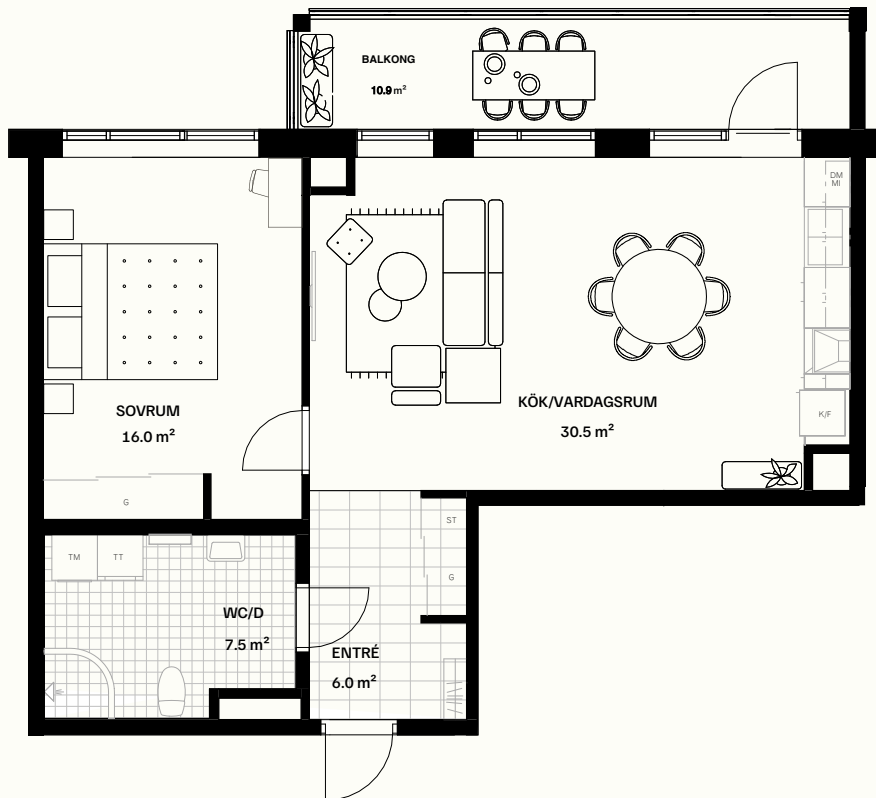 BALKONG
10.9 m²
DM
MI
SOVRUM
16.0 m²
KÖK/VARDAGSRUM
30.5 m²
K/F
G
ST
G
TM
TT
WC/D
7.5 m²
ENTRÉ
6.0 m²